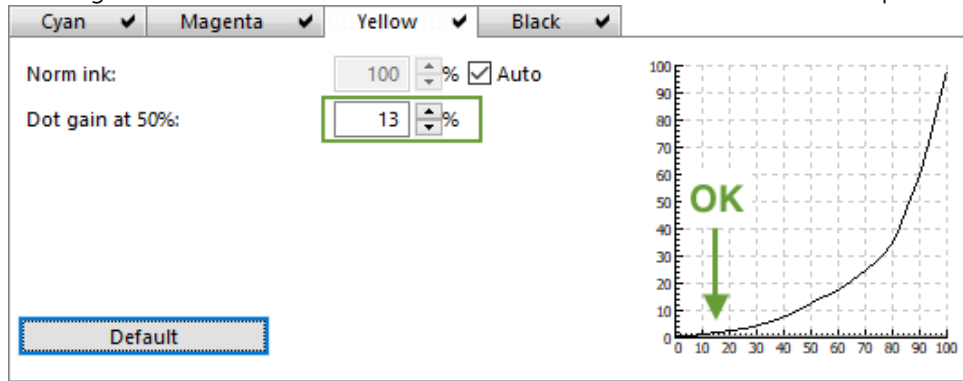 Cyan ✔ Magenta ✔ Yellow ✔ Black ✔
Norm ink: 100 % Auto
Dot gain at 50%: 13 %
Default
OK
100
90
80
70
60
50
40
30
20
10
0
0 10 20 30 40 50 60 70 80 90 100